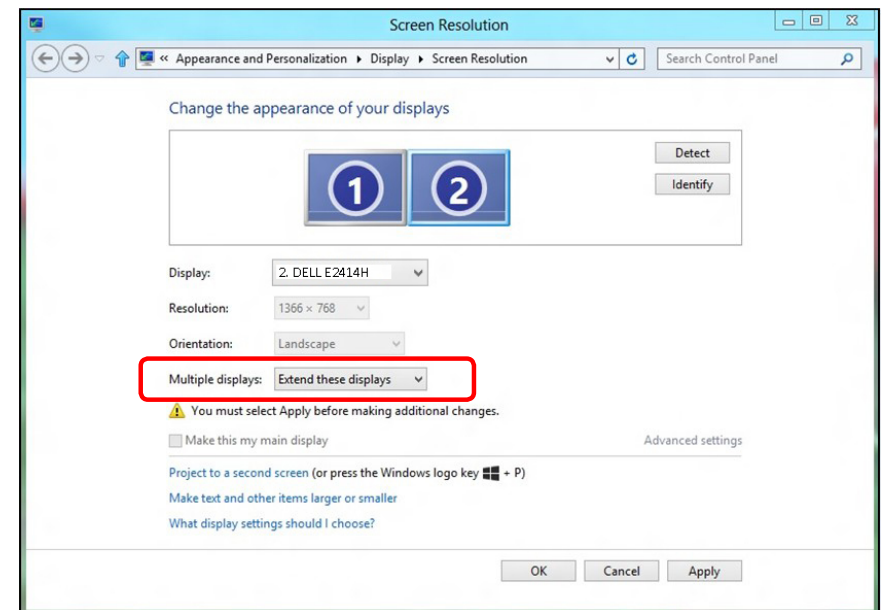 Screen Resolution
« Appearance and Personalization ▸ Display ▸ Screen Resolution
Search Control Panel
Change the appearance of your displays
1 2
Detect
Identify
Display: 2. DELL E2414H
Resolution: 1366 × 768
Orientation: Landscape
Multiple displays: Extend these displays
You must select Apply before making additional changes.
Make this my main display Advanced settings
Project to a second screen (or press the Windows logo key + P)
Make text and other items larger or smaller
What display settings should I choose?
OK Cancel Apply